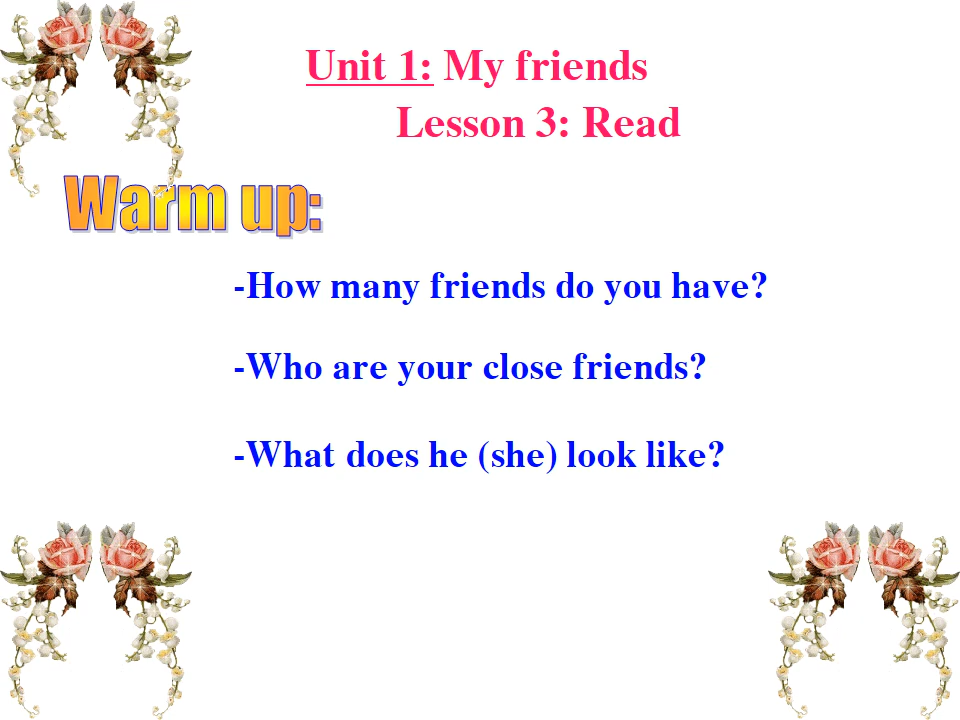 Unit 1: My friends
Lesson 3: Read
Warm up:
-How many friends do you have?
-Who are your close friends?
-What does he (she) look like?